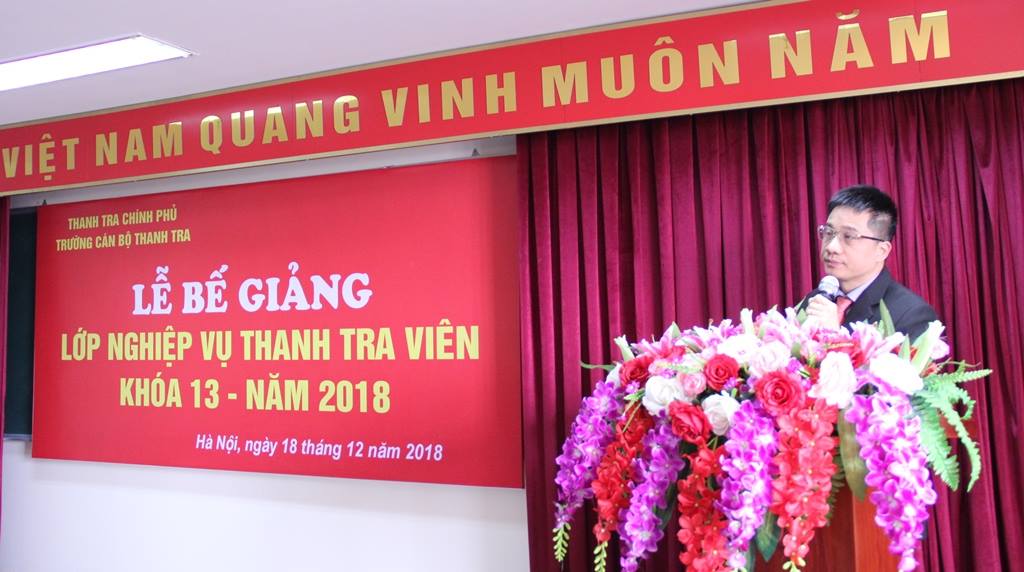 VIỆT NAM QUANG VINH MUÔN NĂM
THANH TRA CHÍNH PHỦ
TRƯỜNG CÁN BỘ THANH TRA
LỄ BẾ GIẢNG
LỚP NGHIỆP VỤ THANH TRA VIÊN
KHÓA 13 - NĂM 2018
Hà Nội, ngày 18 tháng 12 năm 2018